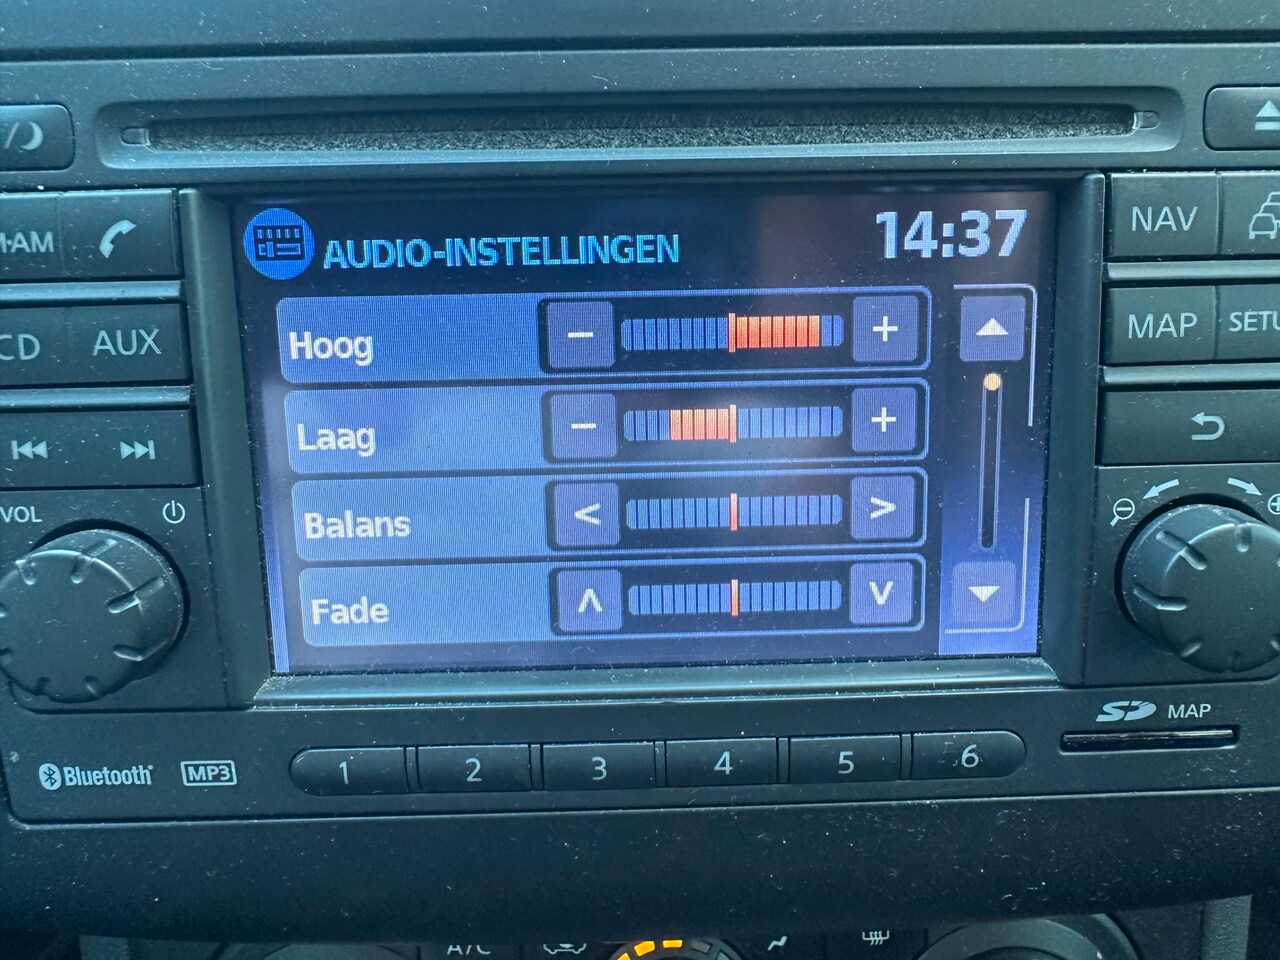 AUDIO-INSTELLINGEN
14:37
Hoog
- +
Laag
- +
Balans
< >
Fade
AM
CD
AUX
VOL
NAV
MAP
Bluetooth
MP3
1 2 3 4 5 6
SD MAP
A/C